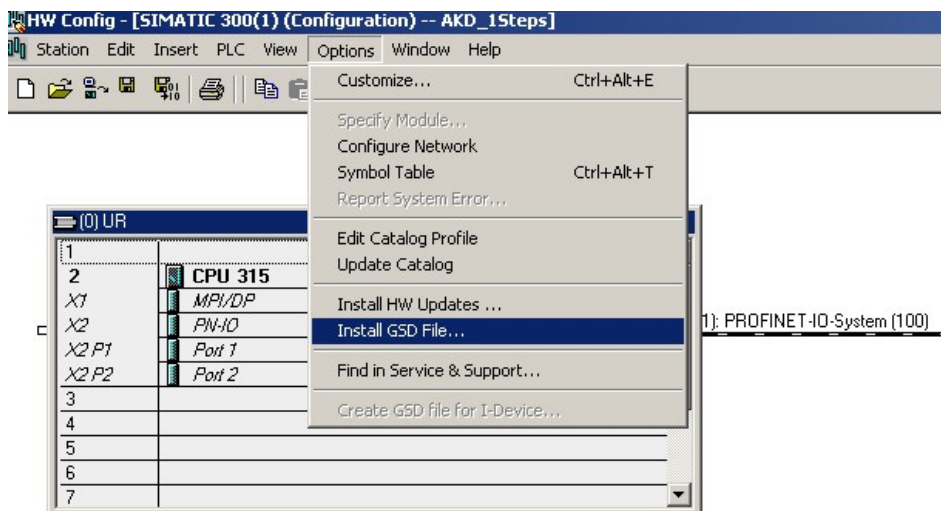 HW Config - [SIMATIC 300(1) (Configuration) -- AKD_1Steps]
Station Edit Insert PLC View Options Window Help
Customize... Ctrl+Alt+E
Specify Module...
Configure Network
Symbol Table Ctrl+Alt+T
Report System Error...
Edit Catalog Profile
Update Catalog
Install HW Updates ...
Install GSD File...
Find in Service & Support...
Create GSD file for I-Device...
(0) UR
1
2 CPU 315
X1 MPI/DP
X2 PN-IO
X2 P1 Port 1
X2 P2 Port 2
3
4
5
6
7
1): PROFINET-IO-System (100)